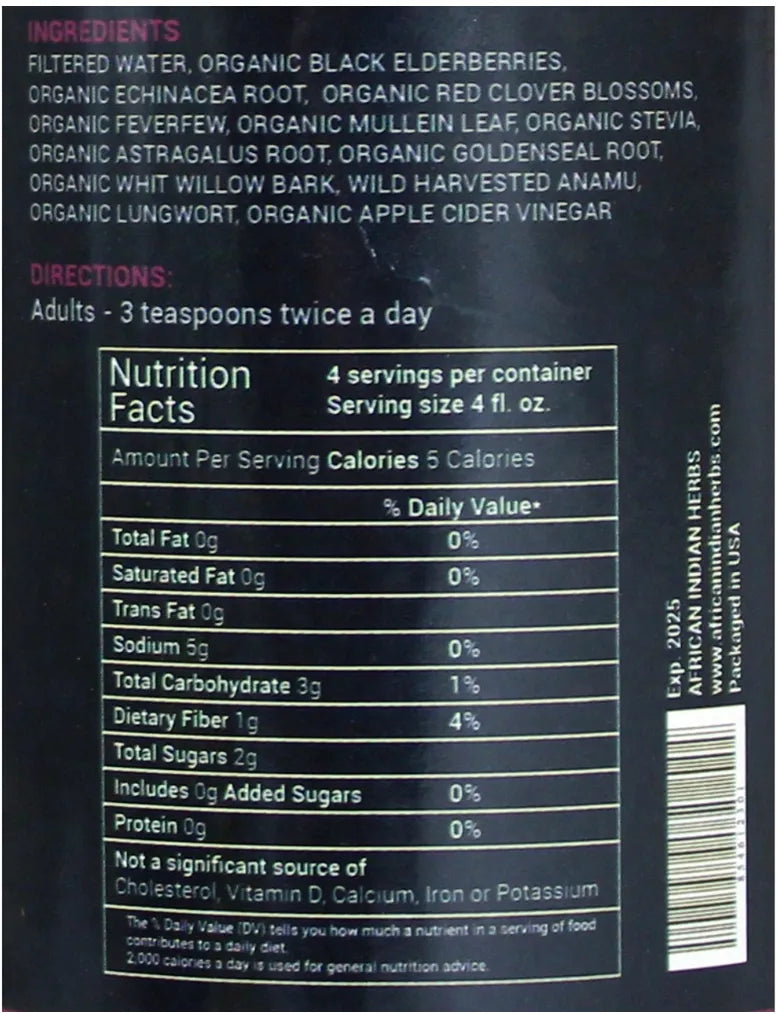 INGREDIENTS
FILTERED WATER, ORGANIC BLACK ELDERBERRIES,
ORGANIC ECHINACEA ROOT, ORGANIC RED CLOVER BLOSSOMS,
ORGANIC FEVERFEW, ORGANIC MULLEIN LEAF, ORGANIC STEVIA,
ORGANIC ASTRAGALUS ROOT, ORGANIC GOLDENSEAL ROOT,
ORGANIC WHIT WILLOW BARK, WILD HARVESTED ANAMU,
ORGANIC LUNGWORT, ORGANIC APPLE CIDER VINEGAR
DIRECTIONS:
Adults - 3 teaspoons twice a day
Nutrition
Facts
4 servings per container
Serving size 4 fl. oz.
Amount Per Serving Calories 5 Calories
% Daily Value*
Total Fat 0g 0%
Saturated Fat 0g 0%
Trans Fat 0g
Sodium 5g 0%
Total Carbohydrate 3g 1%
Dietary Fiber 1g 4%
Total Sugars 2g
Includes 0g Added Sugars 0%
Protein 0g 0%
Not a significant source of
Cholesterol, Vitamin D, Calcium, Iron or Potassium
The % Daily Value (DV) tells you how much a nutrient in a serving of food
contributes to a daily diet.
2,000 calories a day is used for general nutrition advice.
Exp. 2025
AFRICAN INDIAN HERBS
www.africanindianherbs.com
Packaged in USA